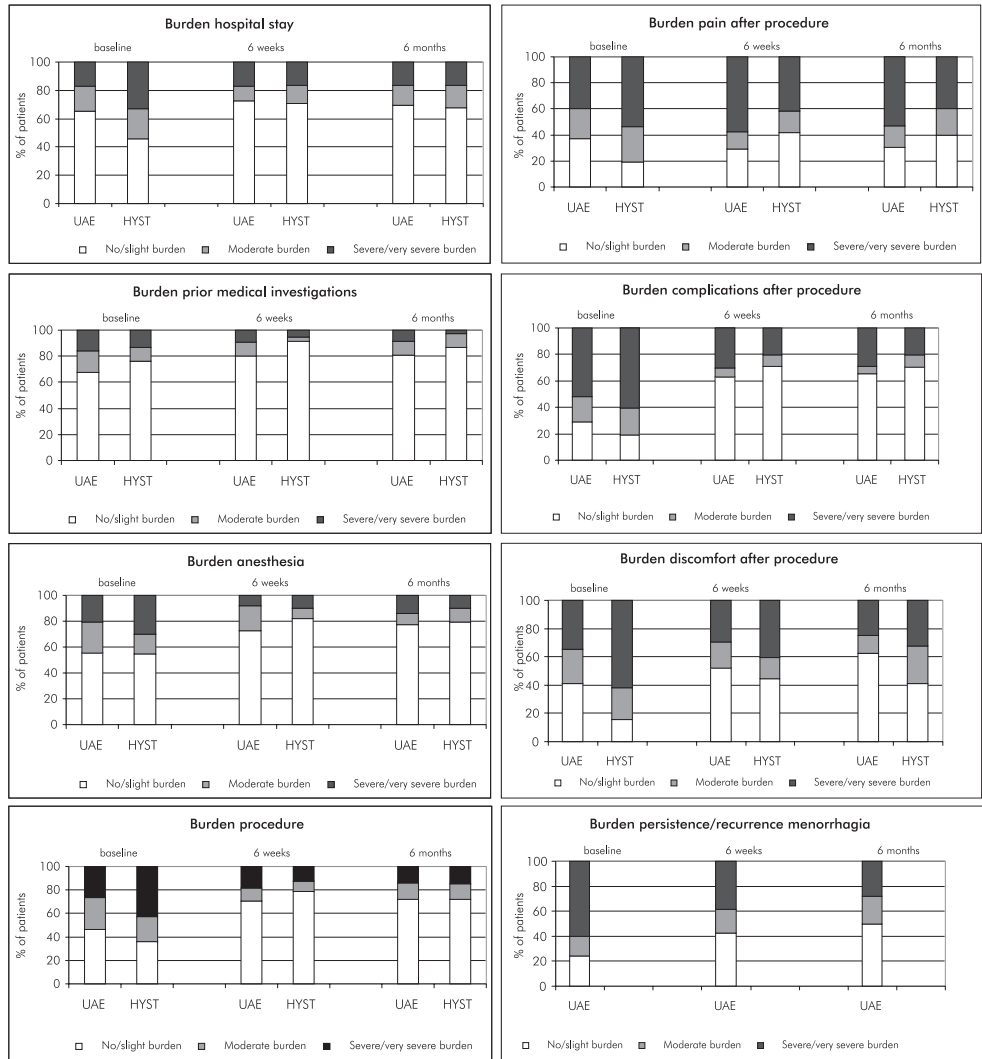 Burden hospital stay
baseline 6 weeks 6 months
100
80
60
40
20
0
% of patients
UAE HYST UAE HYST UAE HYST
No/slight burden Moderate burden Severe/very severe burden
Burden pain after procedure
baseline 6 weeks 6 months
100
80
60
40
20
0
% of patients
UAE HYST UAE HYST UAE HYST
No/slight burden Moderate burden Severe/very severe burden
Burden prior medical investigations
baseline 6 weeks 6 months
100
80
60
40
20
0
% of patients
UAE HYST UAE HYST UAE HYST
No/slight burden Moderate burden Severe/very severe burden
Burden complications after procedure
baseline 6 weeks 6 months
100
80
60
40
20
0
% of patients
UAE HYST UAE HYST UAE HYST
No/slight burden Moderate burden Severe/very severe burden
Burden anesthesia
baseline 6 weeks 6 months
100
80
60
40
20
0
% of patients
UAE HYST UAE HYST UAE HYST
No/slight burden Moderate burden Severe/very severe burden
Burden discomfort after procedure
baseline 6 weeks 6 months
100
80
60
40
20
0
% of patients
UAE HYST UAE HYST UAE HYST
No/slight burden Moderate burden Severe/very severe burden
Burden procedure
baseline 6 weeks 6 months
100
80
60
40
20
0
% of patients
UAE HYST UAE HYST UAE HYST
No/slight burden Moderate burden Severe/very severe burden
Burden persistence/recurrence menorrhagia
baseline 6 weeks 6 months
100
80
60
40
20
0
% of patients
UAE UAE UAE
No/slight burden Moderate burden Severe/very severe burden